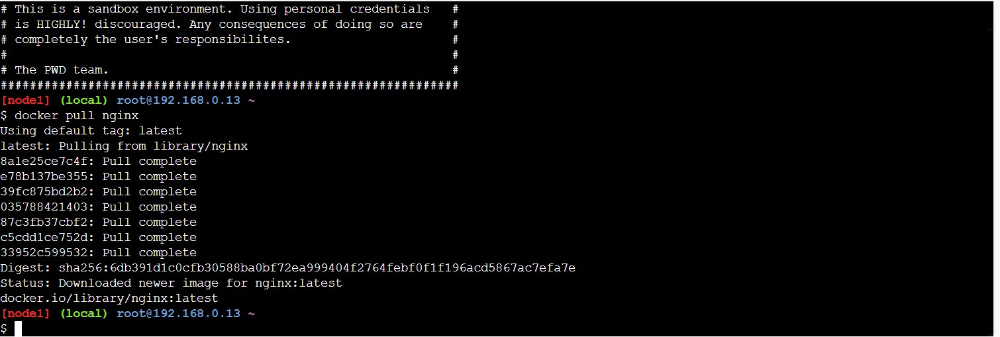 # This is a sandbox environment. Using personal credentials #
# is HIGHLY! discouraged. Any consequences of doing so are #
# completely the user's responsibilites. #
# #
# The PWD team. #
###############################################################
[node1] (local) root@192.168.0.13 ~
$ docker pull nginx
Using default tag: latest
latest: Pulling from library/nginx
8a1e25ce7c4f: Pull complete
e78b137be355: Pull complete
39fc875bd2b2: Pull complete
035788421403: Pull complete
87c3fb37cbf2: Pull complete
c5cdd1ce752d: Pull complete
33952c599532: Pull complete
Digest: sha256:6db391d1c0cfb30588ba0bf72ea999404f2764febf0f1f196acd5867ac7efa7e
Status: Downloaded newer image for nginx:latest
docker.io/library/nginx:latest
[node1] (local) root@192.168.0.13 ~
$